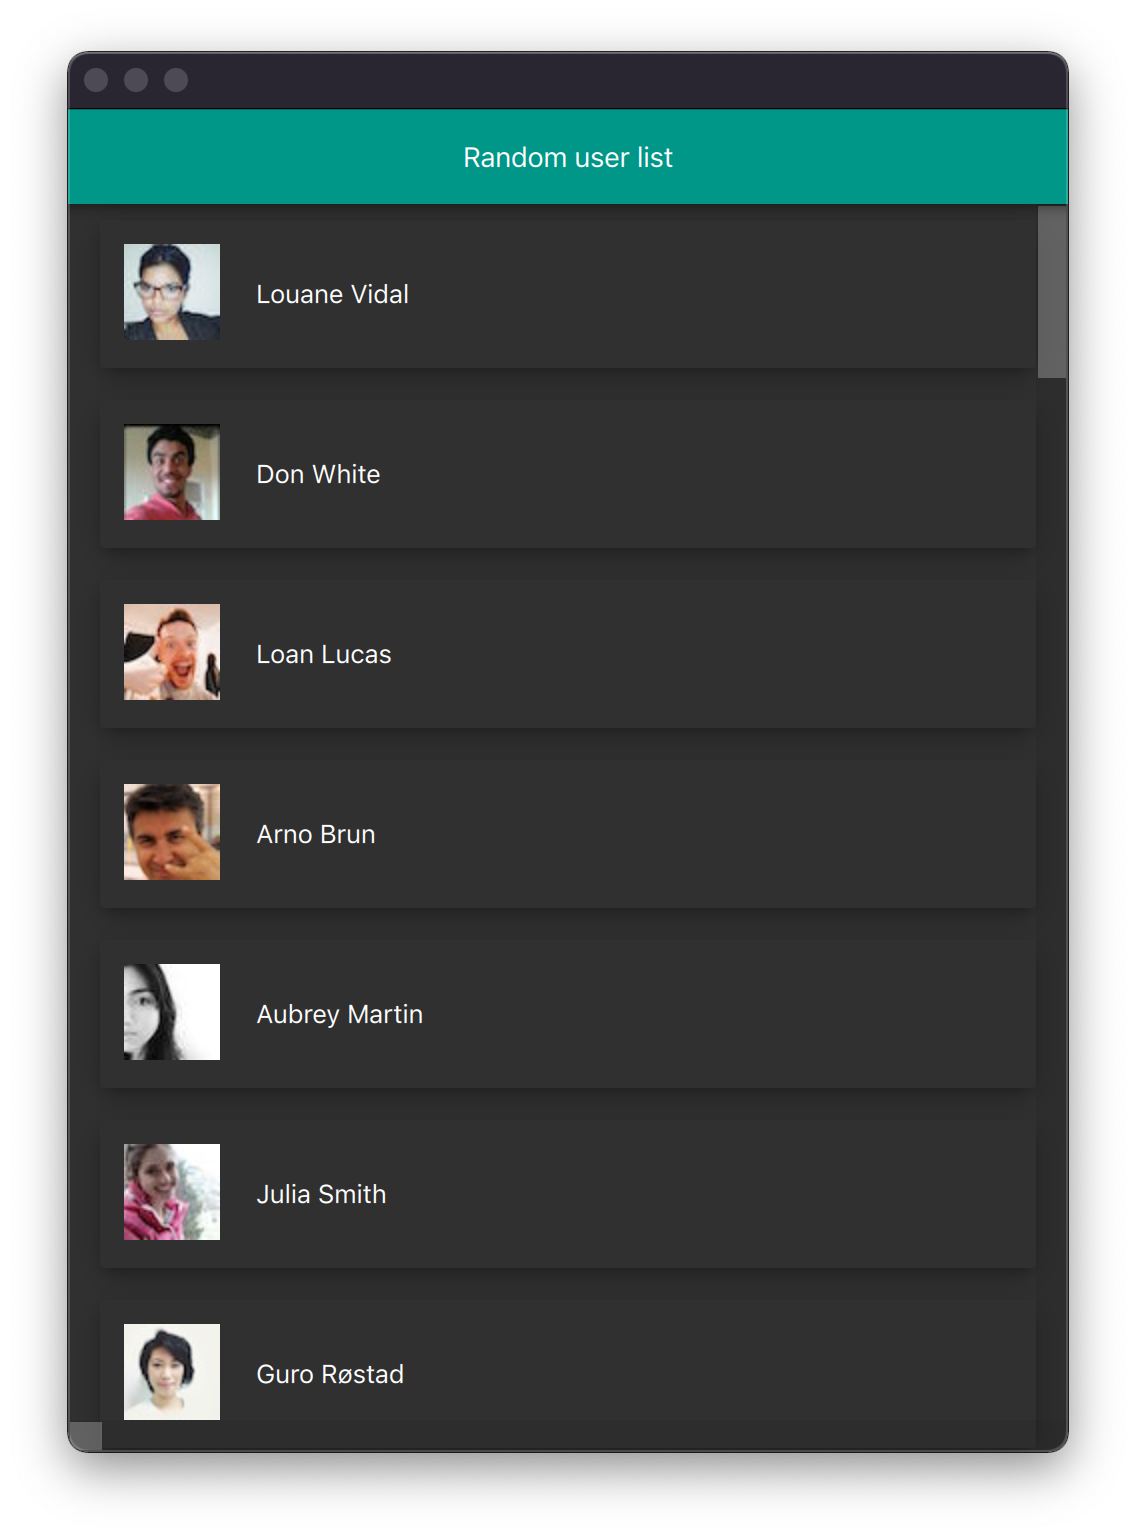 Random user list
Louane Vidal
Don White
Loan Lucas
Arno Brun
Aubrey Martin
Julia Smith
Guro Røstad